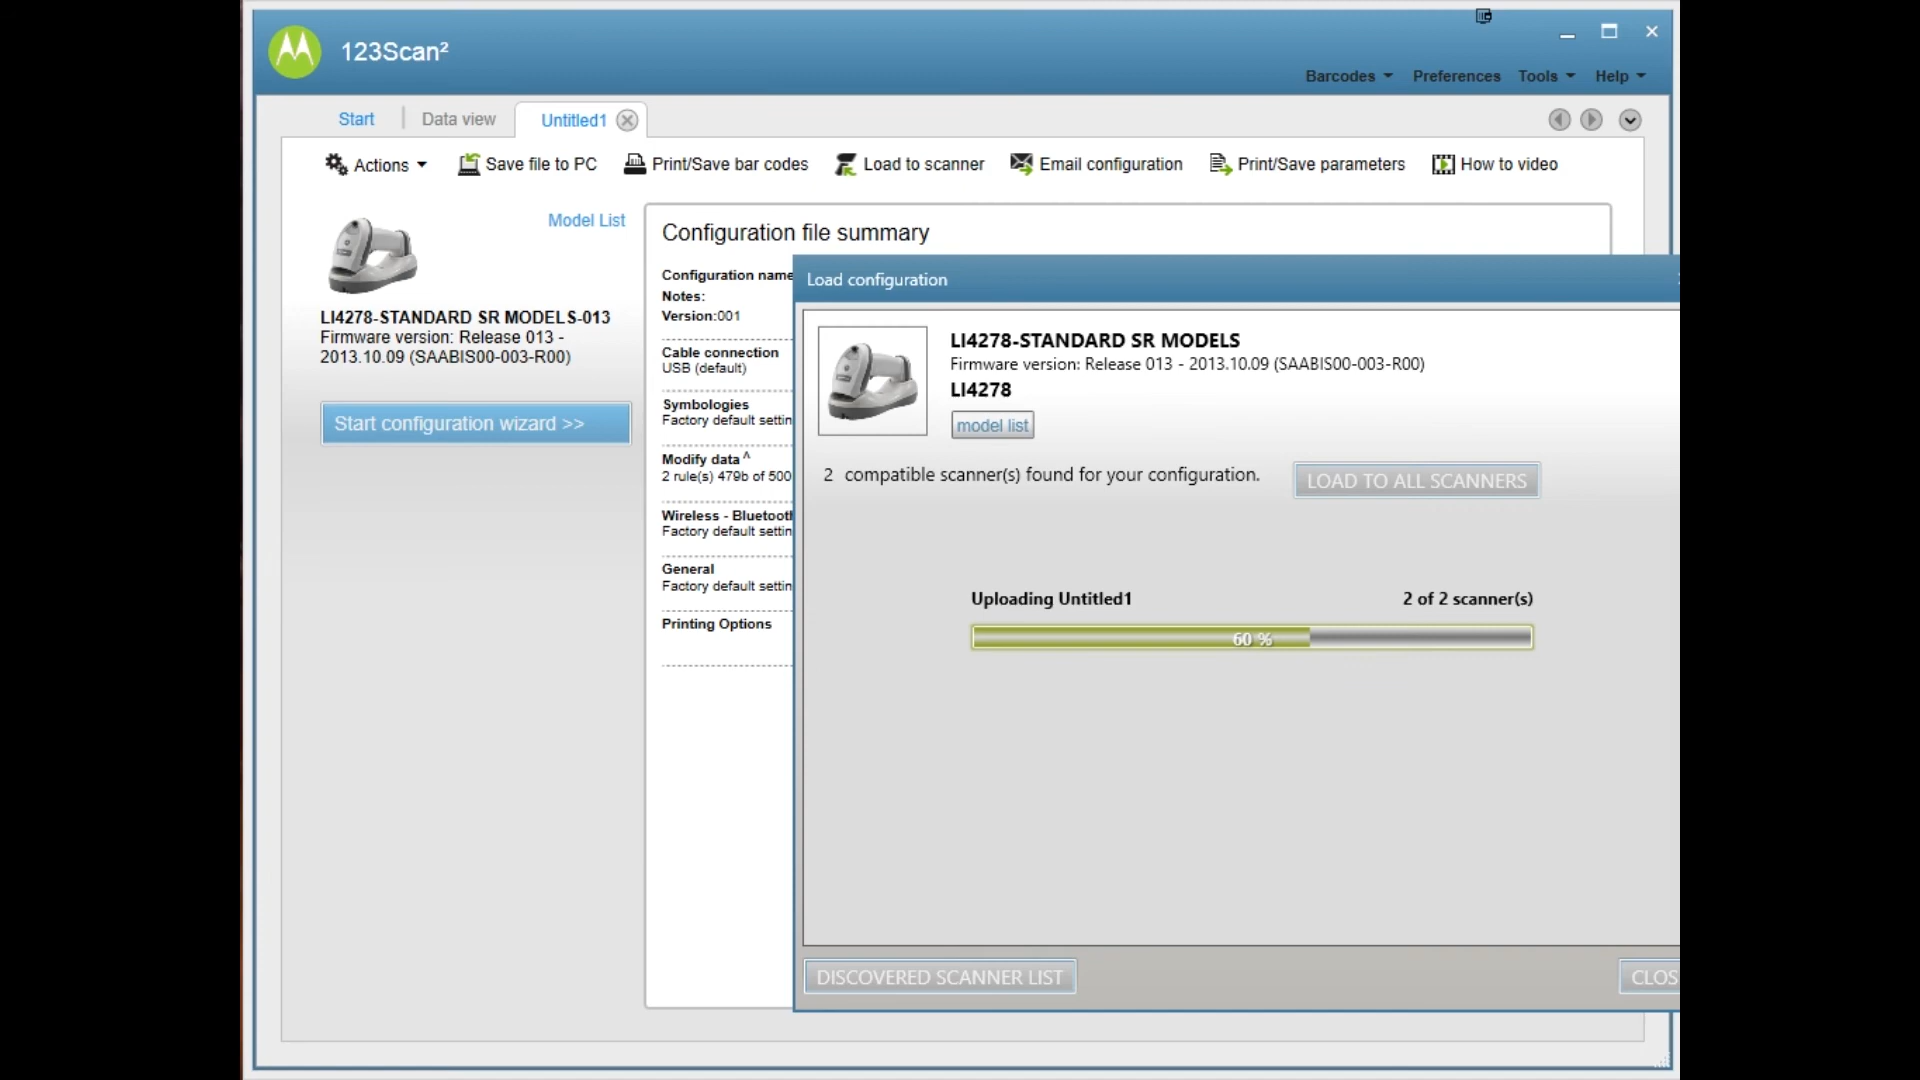 123Scan²
Barcodes Preferences Tools Help
Start Data view Untitled1
Actions Save file to PC Print/Save bar codes Load to scanner Email configuration Print/Save parameters How to video
Model List
LI4278-STANDARD SR MODELS-013
Firmware version: Release 013 -
2013.10.09 (SAABIS00-003-R00)
Start configuration wizard >>
Configuration file summary
Configuration name
Notes:
Version:001
Cable connection
USB (default)
Symbologies
Factory default settin
Modify data ^
2 rule(s) 479b of 500
Wireless - Bluetooth
Factory default settin
General
Factory default settin
Printing Options
Load configuration
LI4278-STANDARD SR MODELS
Firmware version: Release 013 - 2013.10.09 (SAABIS00-003-R00)
LI4278
model list
2 compatible scanner(s) found for your configuration.
LOAD TO ALL SCANNERS
Uploading Untitled1 2 of 2 scanner(s)
60 %
DISCOVERED SCANNER LIST
CLOS